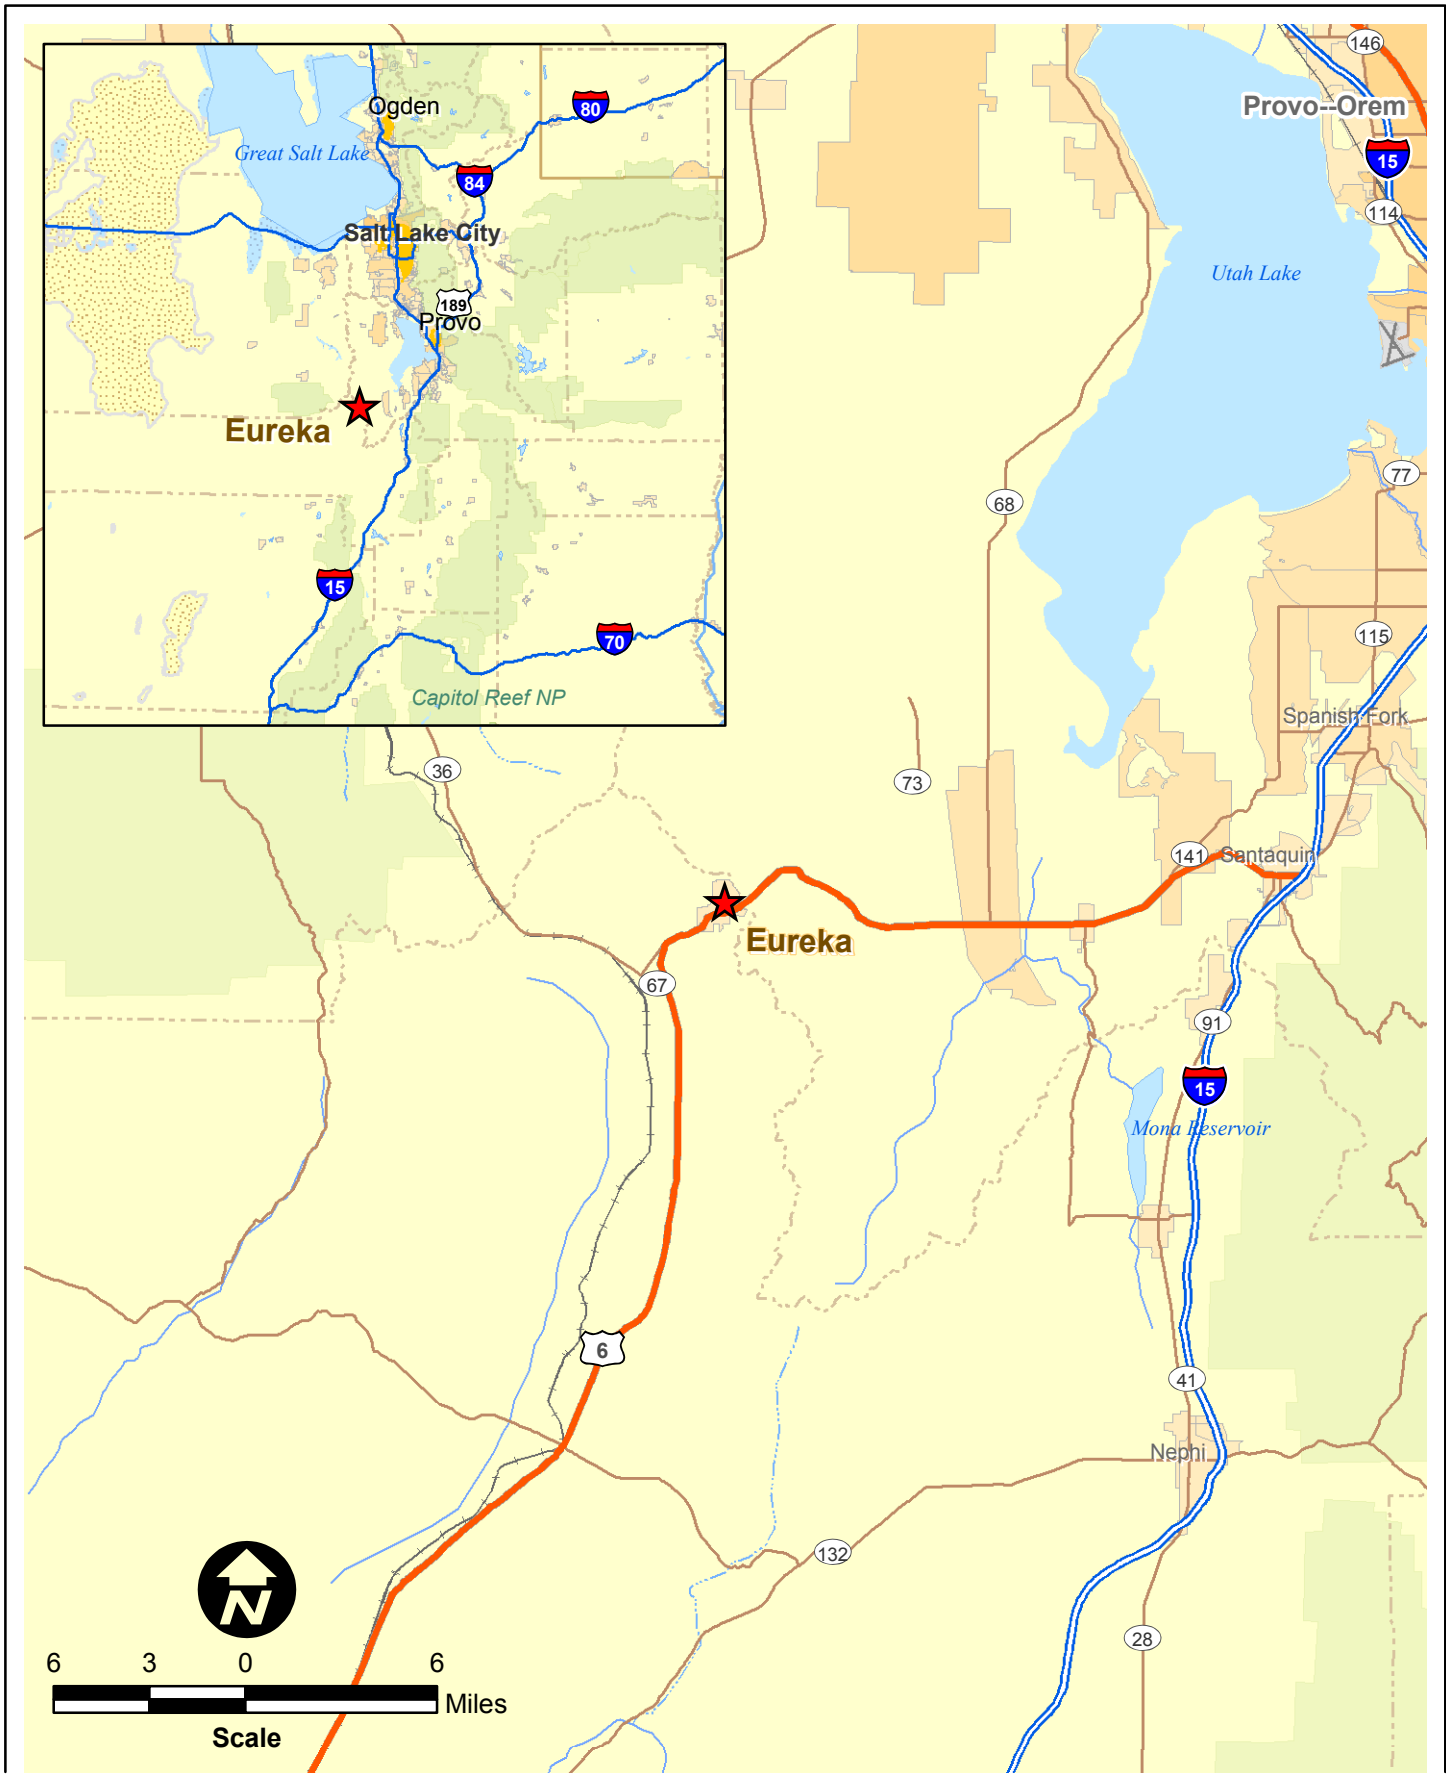 146
Provo--Orem
15
114
Utah Lake
Ogden
80
Great Salt Lake
84
Salt Lake City
189
Provo
Eureka
15
70
Capitol Reef NP
77
68
115
Spanish Fork
36
73
141
Santaquin
Eureka
67
91
15
Mona Reservoir
6
41
Nephi
132
N
28
6 3 0 6
Miles
Scale